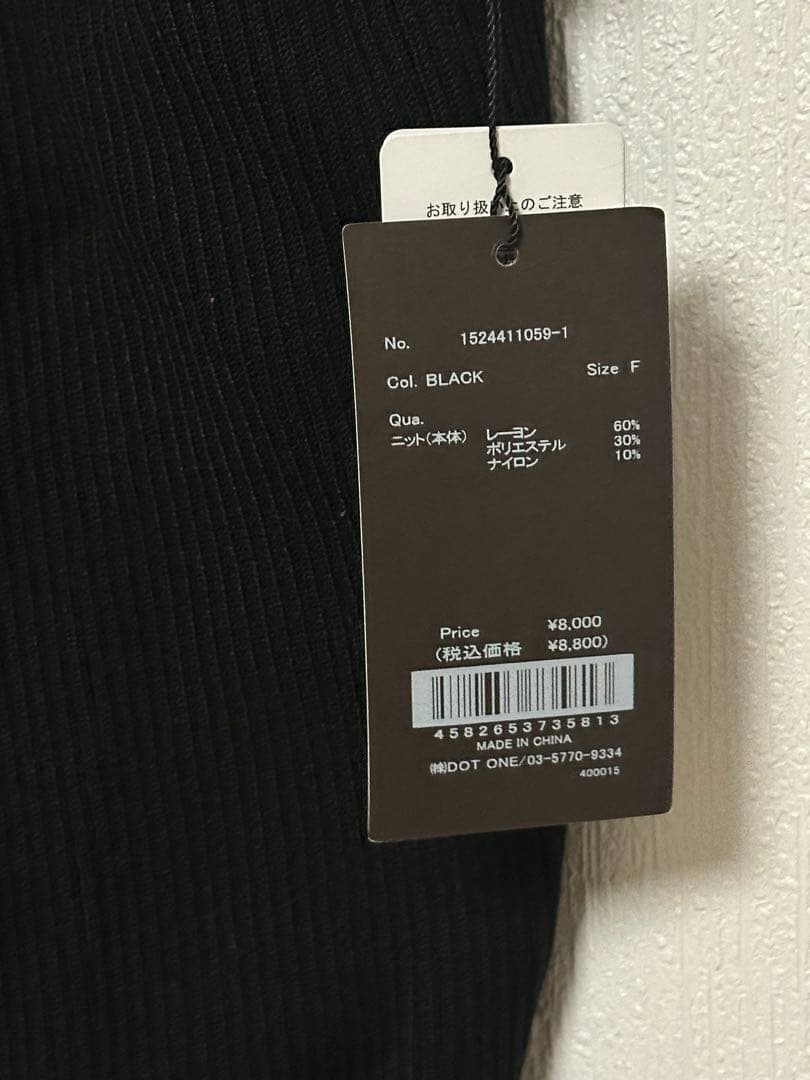 お取り扱い上のご注意
No. 1524411059-1
Col. BLACK Size F
Qua.
ニット(本体) レーヨン 60%
ポリエステル 30%
ナイロン 10%
Price ¥8,000
(税込価格 ¥8,800)
4582653735813
MADE IN CHINA
㈱DOT ONE/03-5770-9334
400015